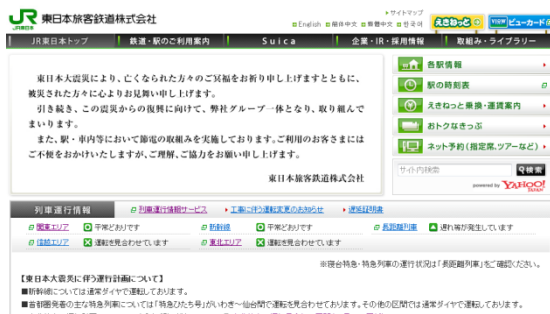 サイトマップ
JR 東日本旅客鉄道株式会社
JR東日本
English 簡体中文 繁體中文 한국어
えきねっと
VIEW ビューカード
JR東日本トップ 鉄道・駅のご利用案内 Suica 企業・IR・採用情報 取組み・ライブラリー
東日本大震災により、亡くなられた方々のご冥福をお祈り申し上げますとともに、
被災された方々に心よりお見舞い申し上げます。
引き続き、この震災からの復興に向けて、弊社グループ一体となり、取り組んで
まいります。
また、駅・車内等において節電の取組みを実施しております。ご利用のお客さまには
ご不便をおかけいたしますが、ご理解、ご協力をお願い申し上げます。
東日本旅客鉄道株式会社
各駅情報
駅の時刻表
えきねっと乗換・運賃案内
おトクなきっぷ
ネット予約(指定席、ツアーなど)
サイト内検索
検索
powered by YAHOO!
列車運行情報 列車運行情報サービス 工事に伴う運転変更のお知らせ 遅延証明書
関東エリア 平常どおりです 新幹線 平常どおりです 長距離列車 遅れ等が発生しています
信越エリア 運転を見合わせています 東北エリア 運転を見合わせています
※寝台特急・特急列車の運行状況は「長距離列車」をご確認ください。
【東日本大震災に伴う運行計画について】
■新幹線については通常ダイヤで運転しております。
■首都圏発着の主な特急列車については「特急ひたち号」がいわき～仙台間で運転を見合わせております。その他の区間では通常ダイヤで運転しております。